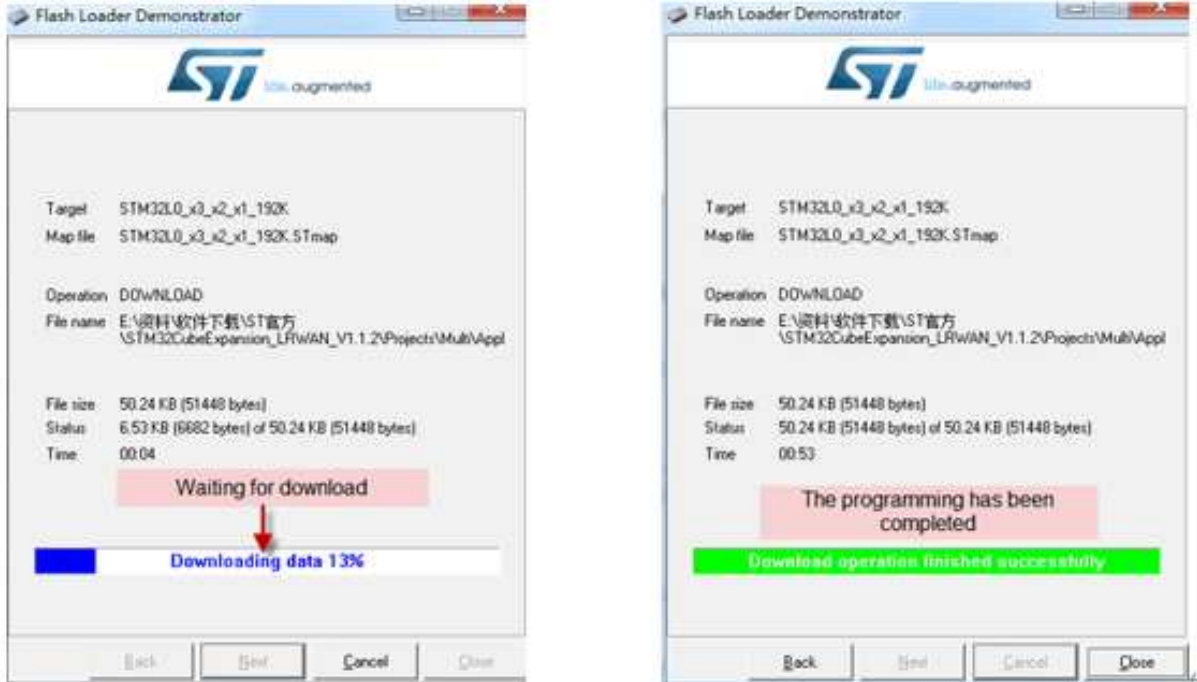 Flash Loader Demonstrator
ST life.augmented
Target STM32L0_x3_x2_x1_192K
Map file STM32L0_x3_x2_x1_192K.STmap
Operation DOWNLOAD
File name E:\资料\软件下载\ST官方
\STM32CubeExpansion_LRWAN_V1.1.2\Projects\Multi\Appl
File size 50.24 KB (51448 bytes)
Status 6.53 KB (6682 bytes) of 50.24 KB (51448 bytes)
Time 00:04
Waiting for download
Downloading data 13%
Back Next Cancel Close
Flash Loader Demonstrator
ST life.augmented
Target STM32L0_x3_x2_x1_192K
Map file STM32L0_x3_x2_x1_192K.STmap
Operation DOWNLOAD
File name E:\资料\软件下载\ST官方
\STM32CubeExpansion_LRWAN_V1.1.2\Projects\Multi\Appl
File size 50.24 KB (51448 bytes)
Status 50.24 KB (51448 bytes) of 50.24 KB (51448 bytes)
Time 00:53
The programming has been
completed
Download operation finished successfully
Back Next Cancel Close